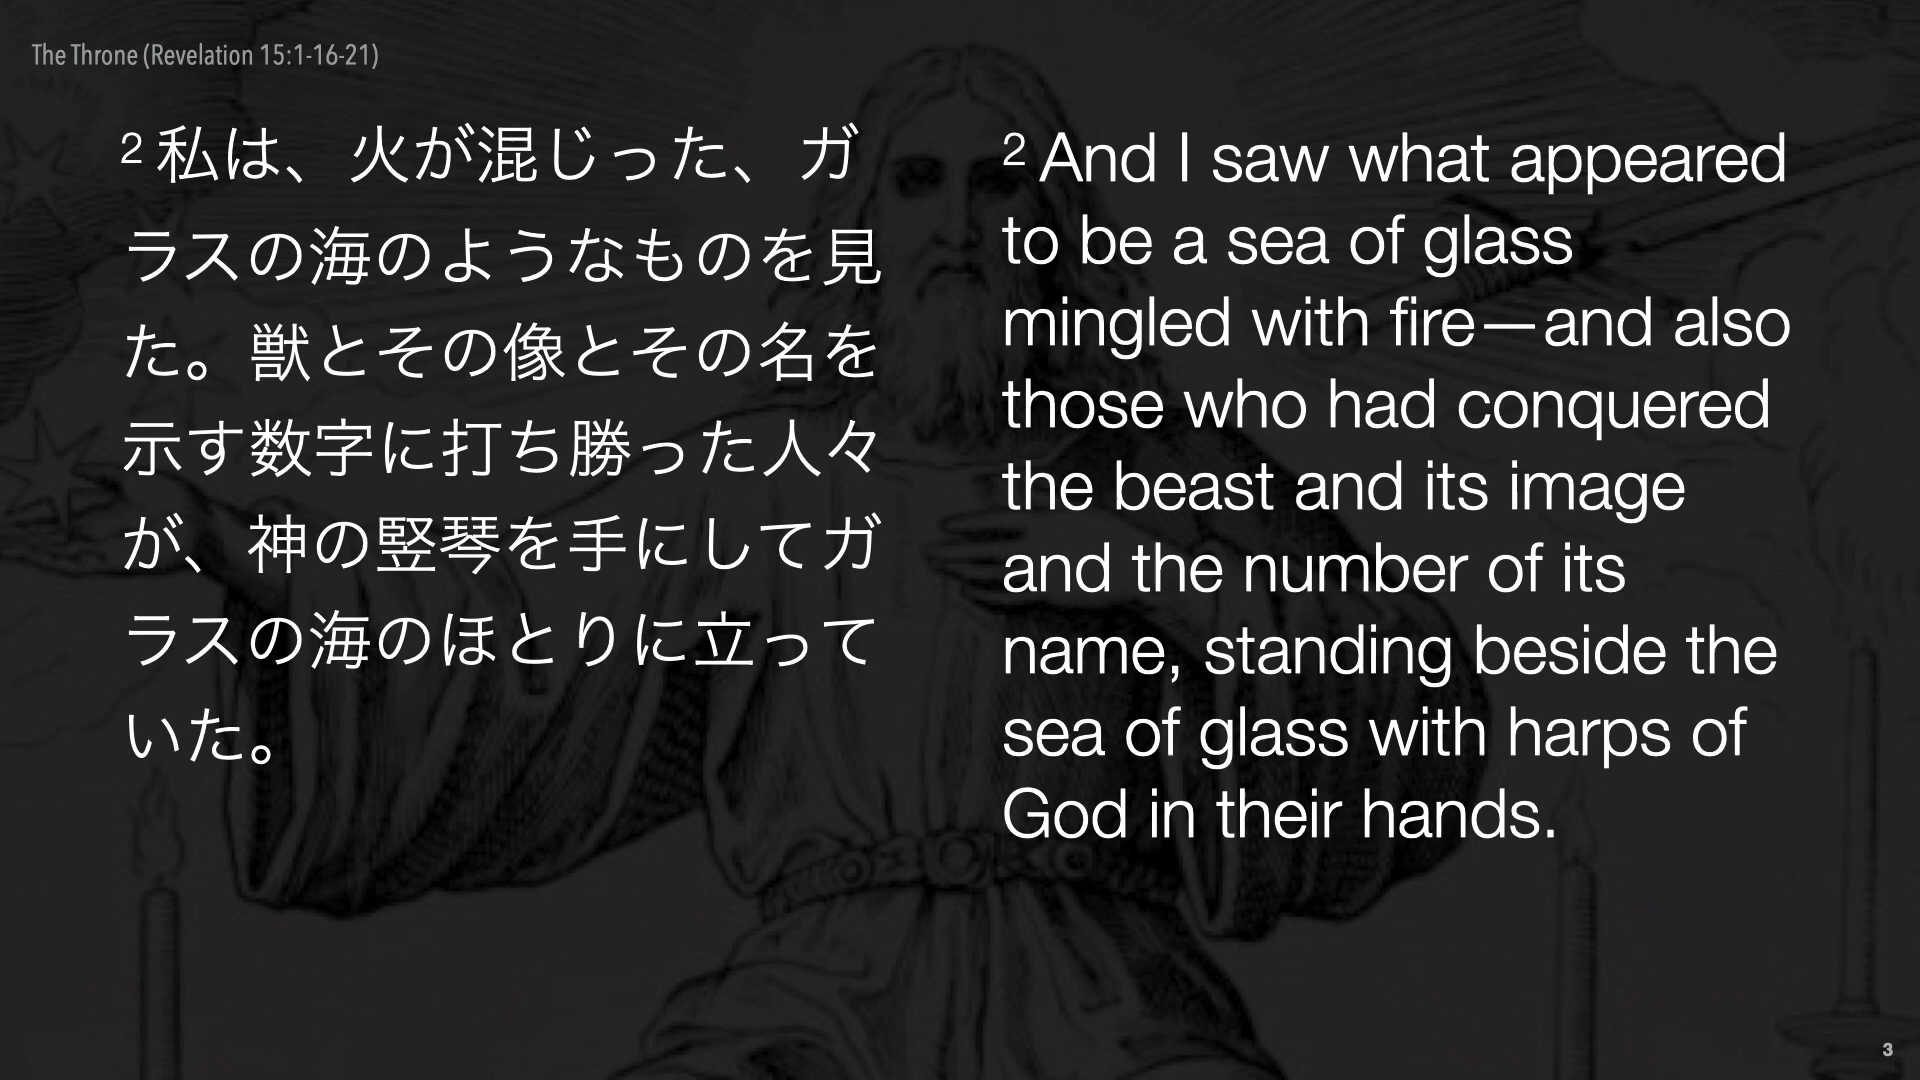 The Throne (Revelation 15:1-16-21)
2 私は、火が混じった、ガ
ラスの海のようなものを見
た。獣とその像とその名を
示す数字に打ち勝った人々
が、神の竪琴を手にしてガ
ラスの海のほとりに立って
いた。
2 And I saw what appeared
to be a sea of glass
mingled with fire—and also
those who had conquered
the beast and its image
and the number of its
name, standing beside the
sea of glass with harps of
God in their hands.
3